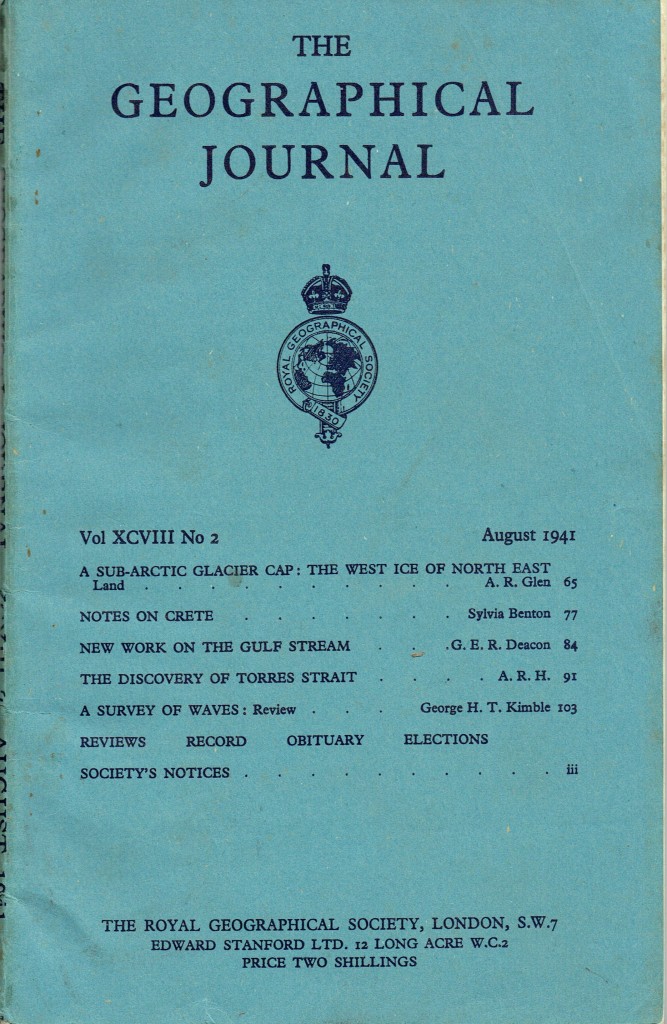 THE
GEOGRAPHICAL
JOURNAL
ROYAL GEOGRAPHICAL SOCIETY
1830
Vol XCVIII No 2 August 1941
A SUB-ARCTIC GLACIER CAP: THE WEST ICE OF NORTH EAST
Land . . . . . . . . . . A. R. Glen 65
NOTES ON CRETE . . . . . . . Sylvia Benton 77
NEW WORK ON THE GULF STREAM . . . G. E. R. Deacon 84
THE DISCOVERY OF TORRES STRAIT . . . . A. R. H. 91
A SURVEY OF WAVES: Review . . . George H. T. Kimble 103
REVIEWS RECORD OBITUARY ELECTIONS
SOCIETY'S NOTICES . . . . . . . . . . iii
THE ROYAL GEOGRAPHICAL SOCIETY, LONDON, S.W.7
EDWARD STANFORD LTD. 12 LONG ACRE W.C.2
PRICE TWO SHILLINGS